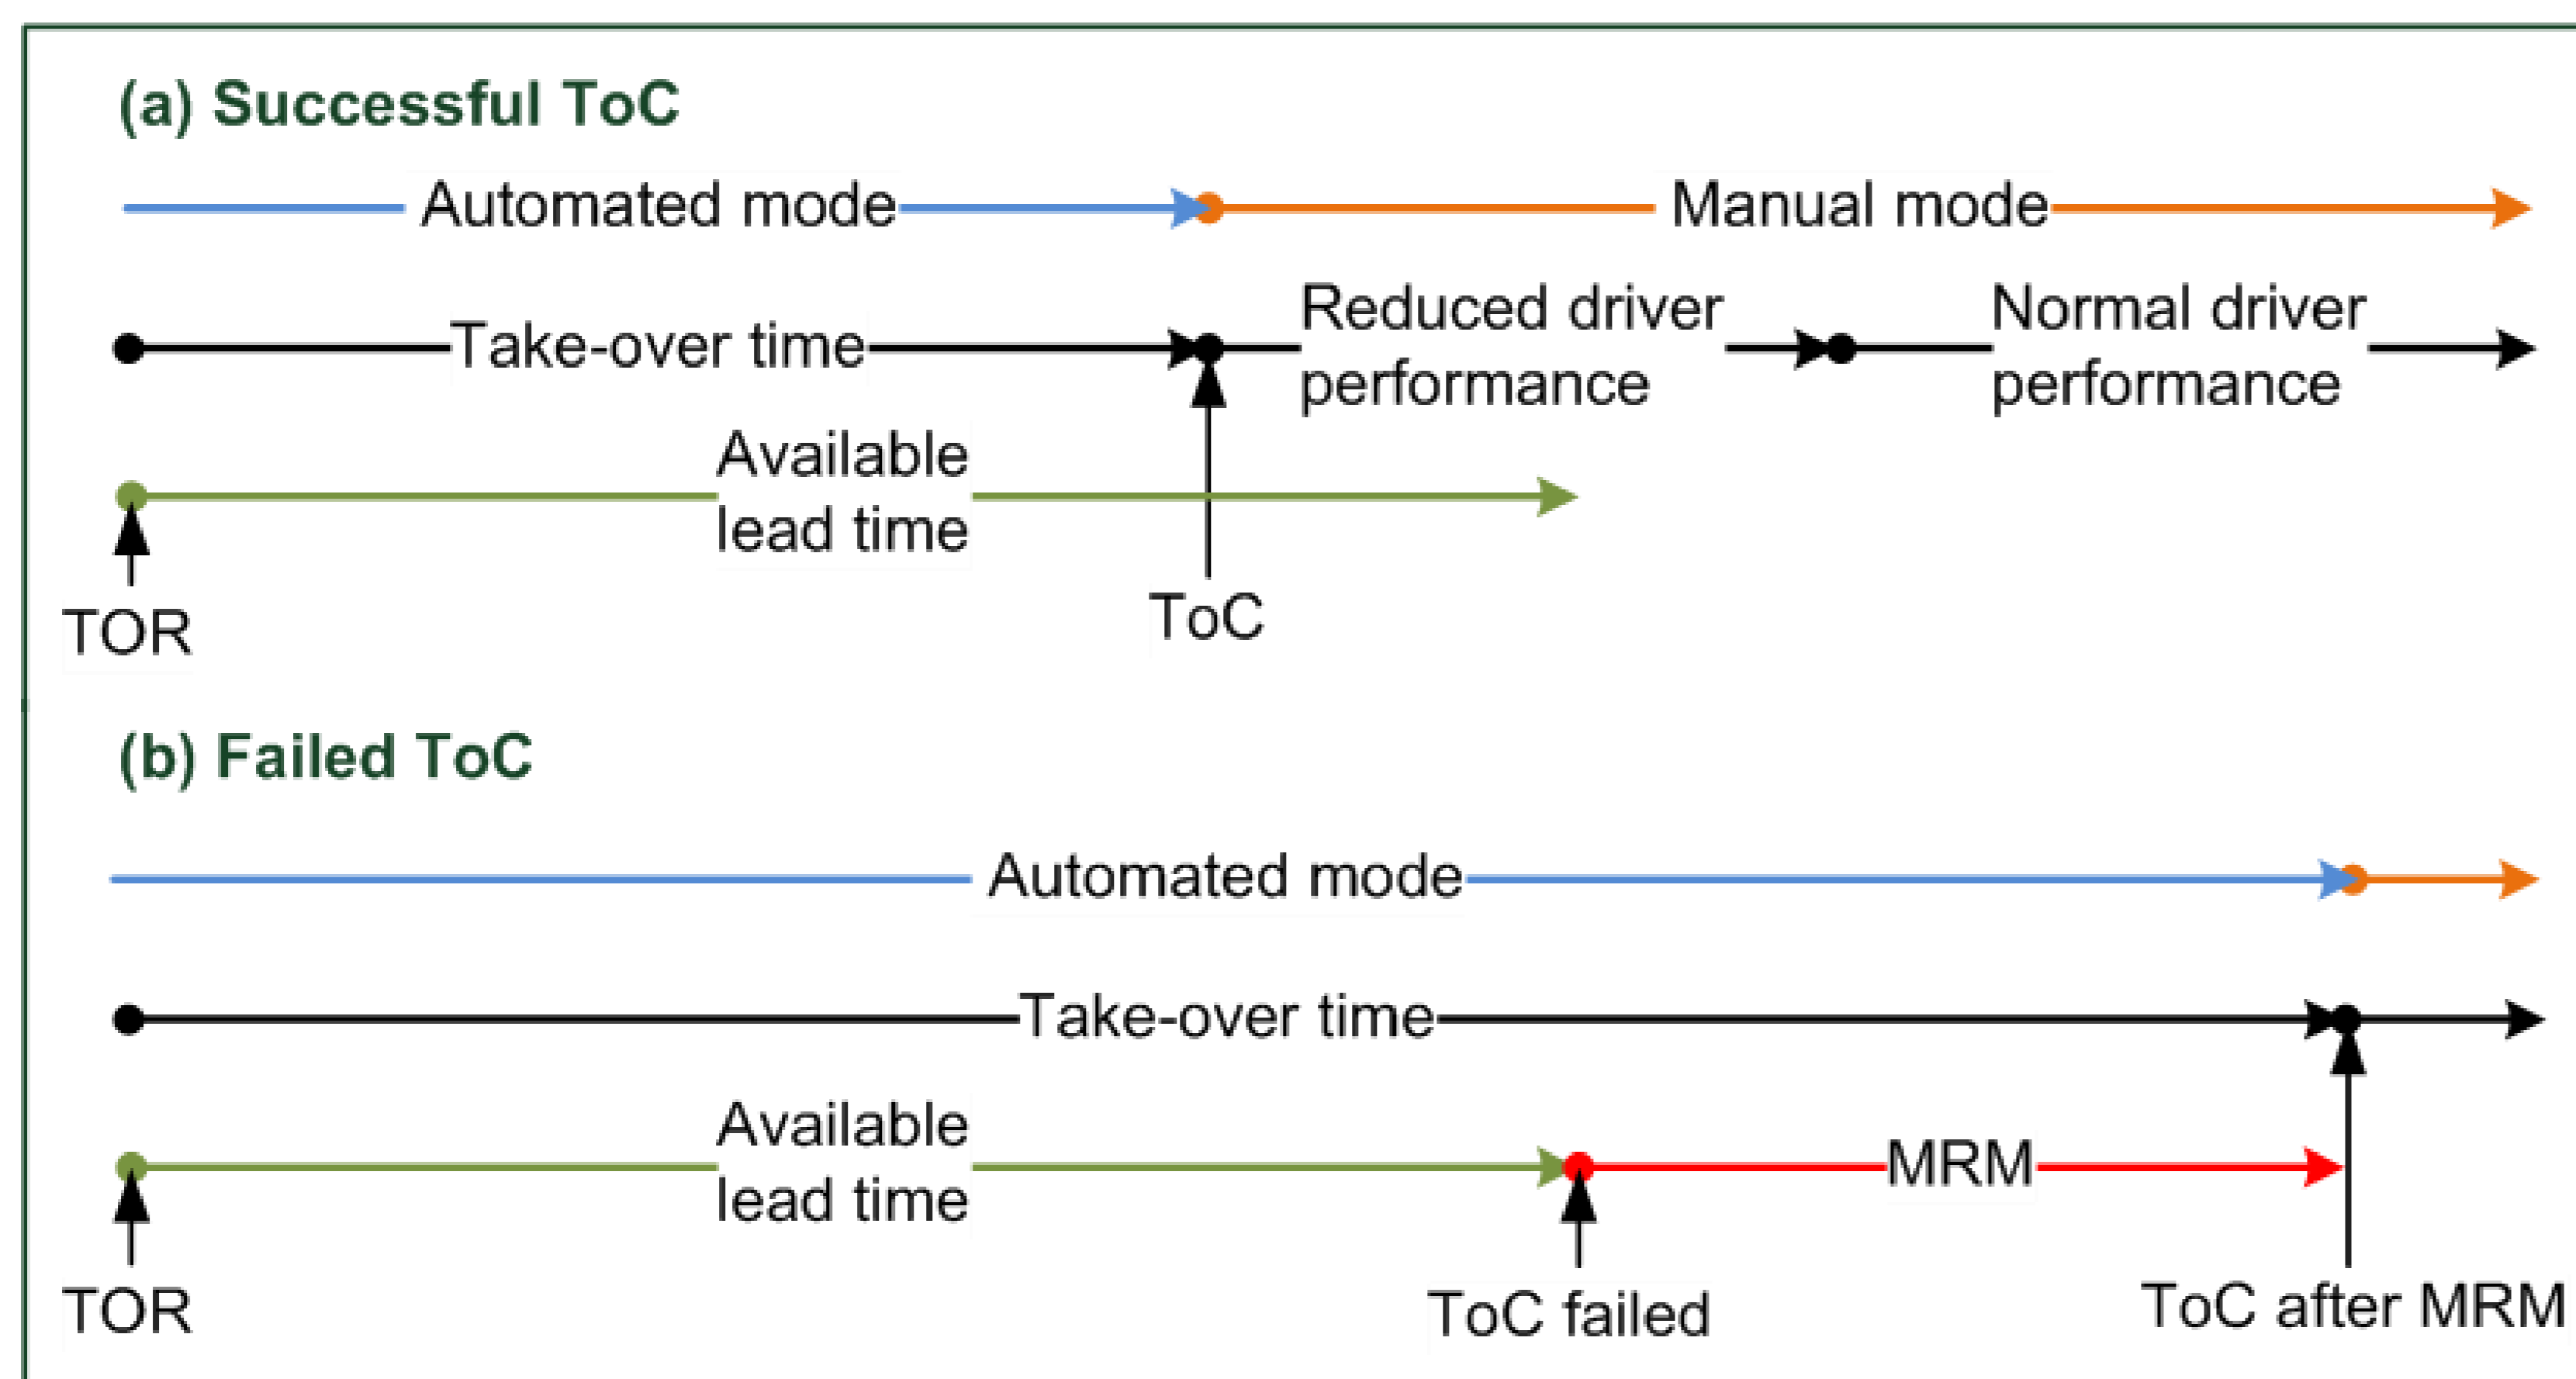 (a) Successful ToC
Automated mode
Manual mode
Take-over time
Reduced driver
performance
Normal driver
performance
Available
lead time
TOR
ToC
(b) Failed ToC
Automated mode
Take-over time
Available
lead time
MRM
TOR
ToC failed
ToC after MRM